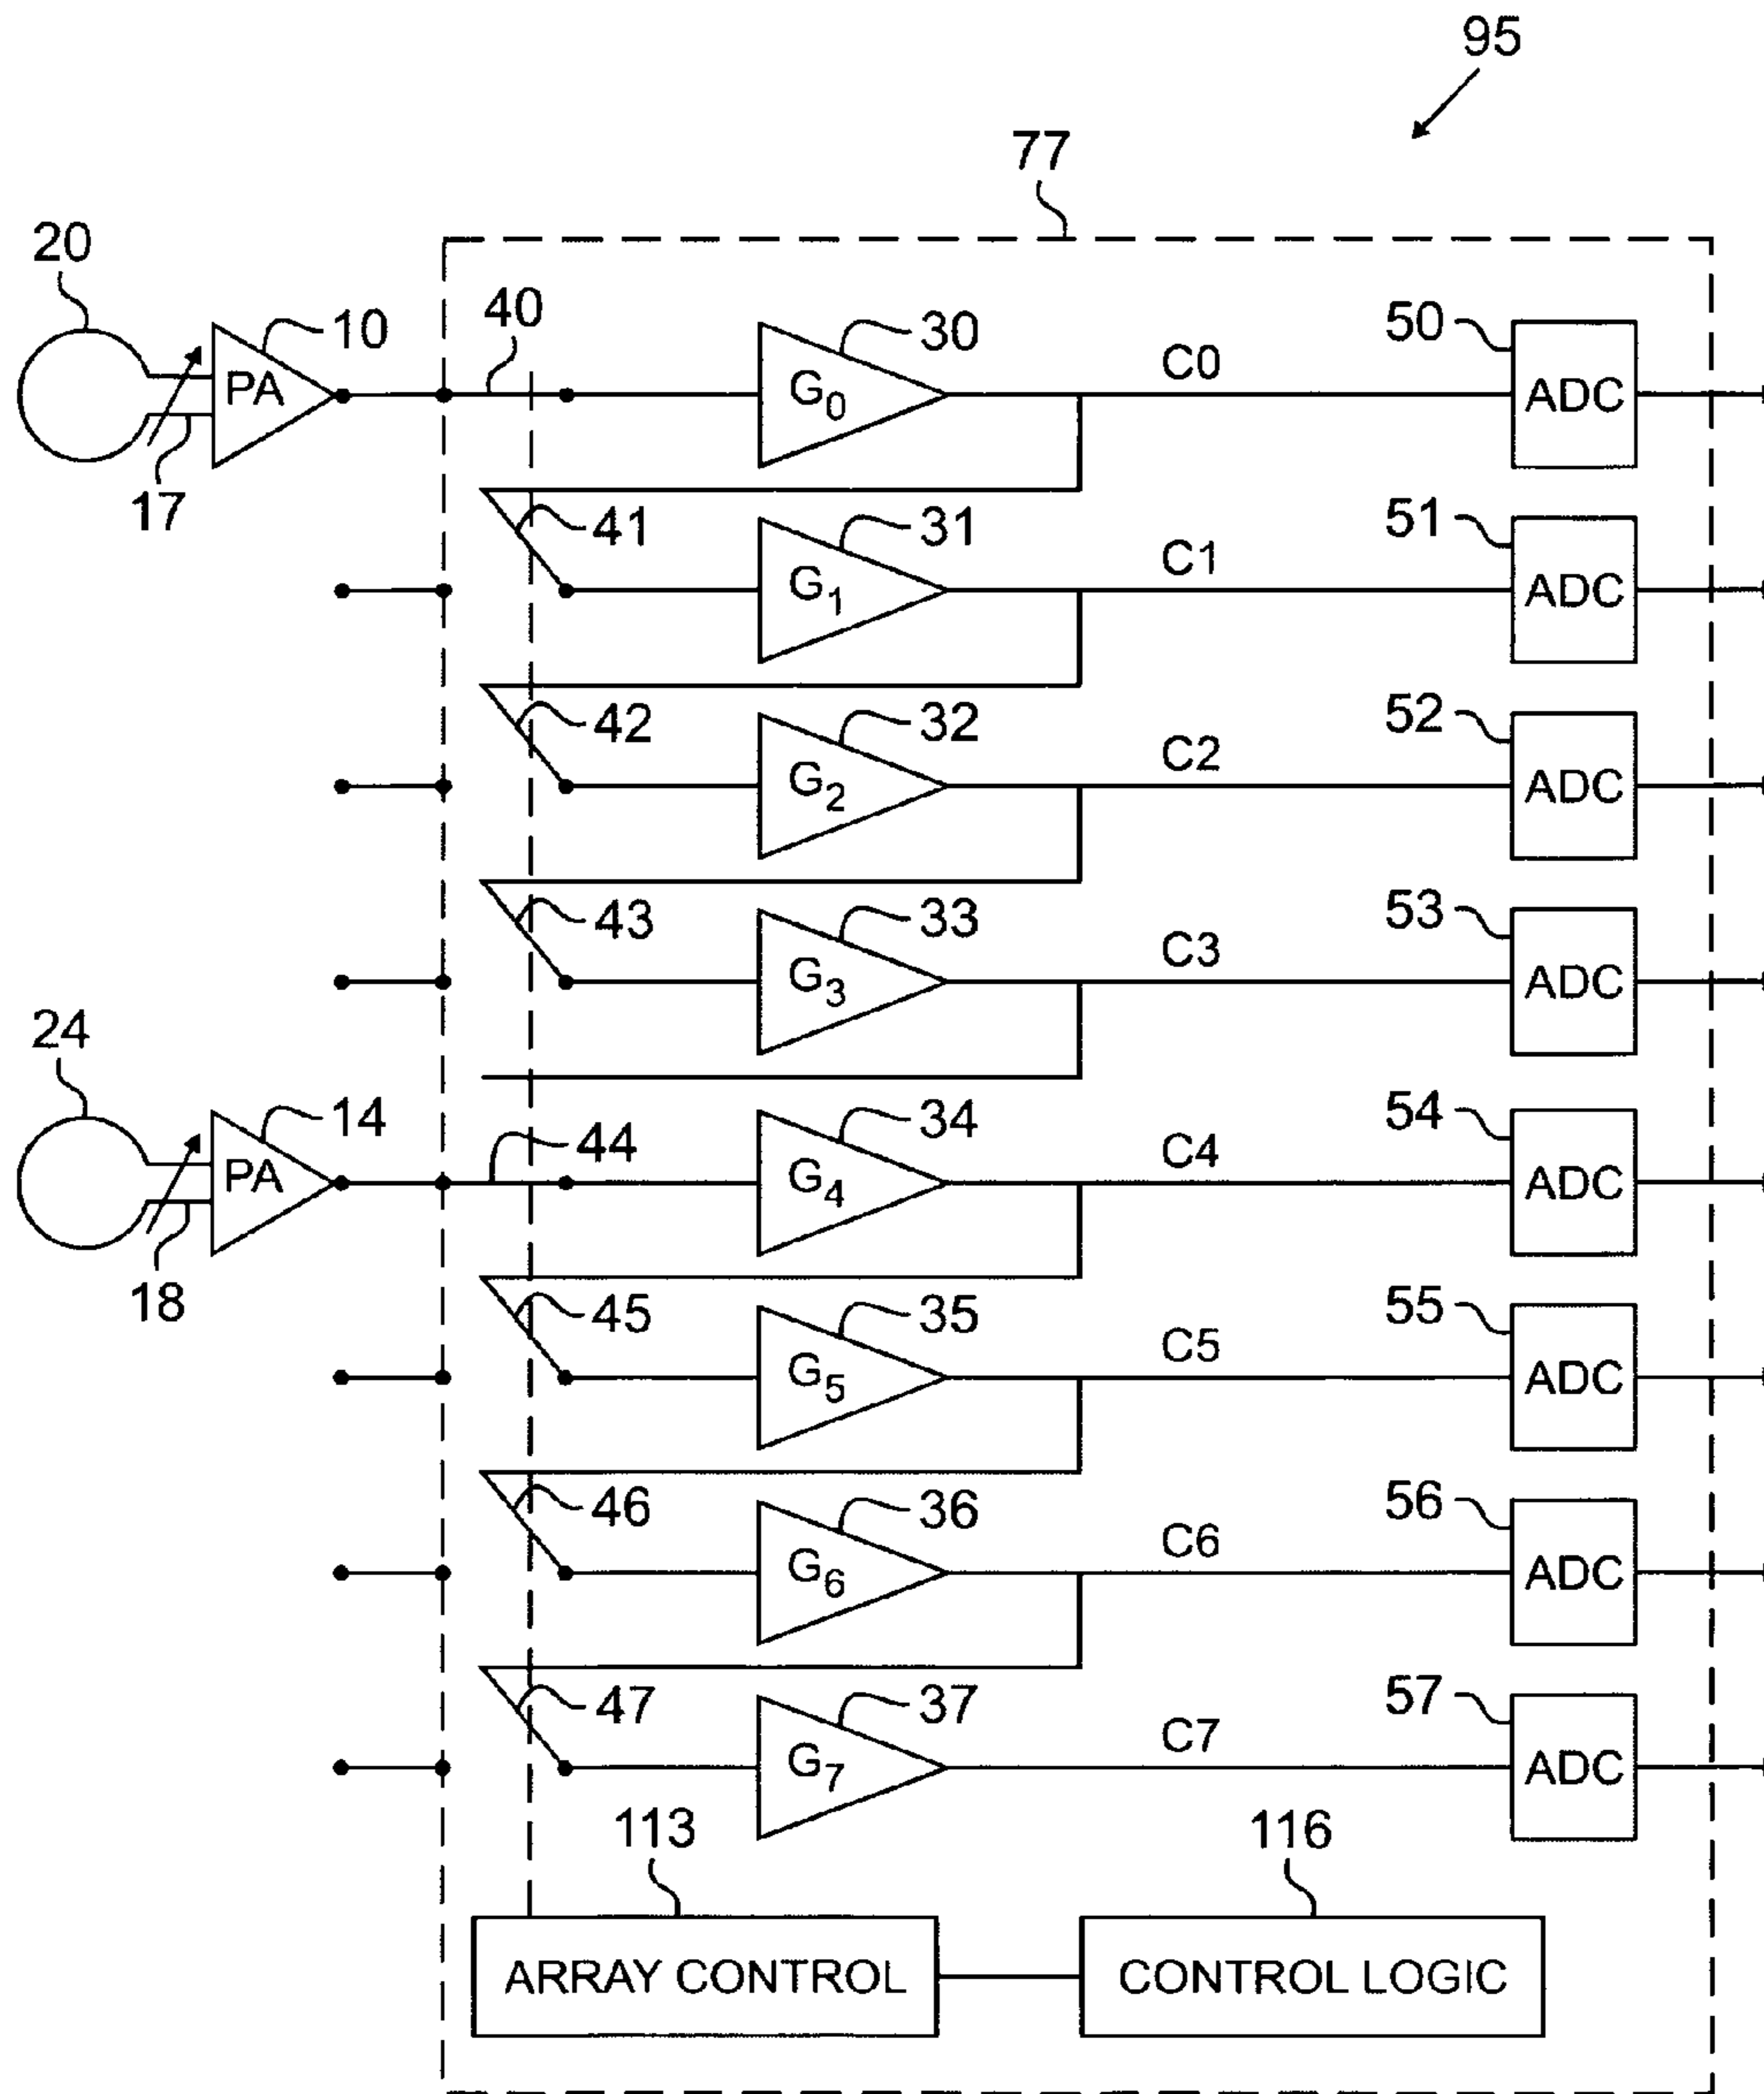 95
77
20
10
40
30
50
PA
G0
C0
ADC
17
41
31
51
G1
C1
ADC
42
32
52
G2
C2
ADC
43
33
53
G3
C3
ADC
24
14
44
34
54
PA
G4
C4
ADC
18
45
35
55
G5
C5
ADC
46
36
56
G6
C6
ADC
47
37
57
G7
C7
ADC
113
116
ARRAY CONTROL
CONTROL LOGIC